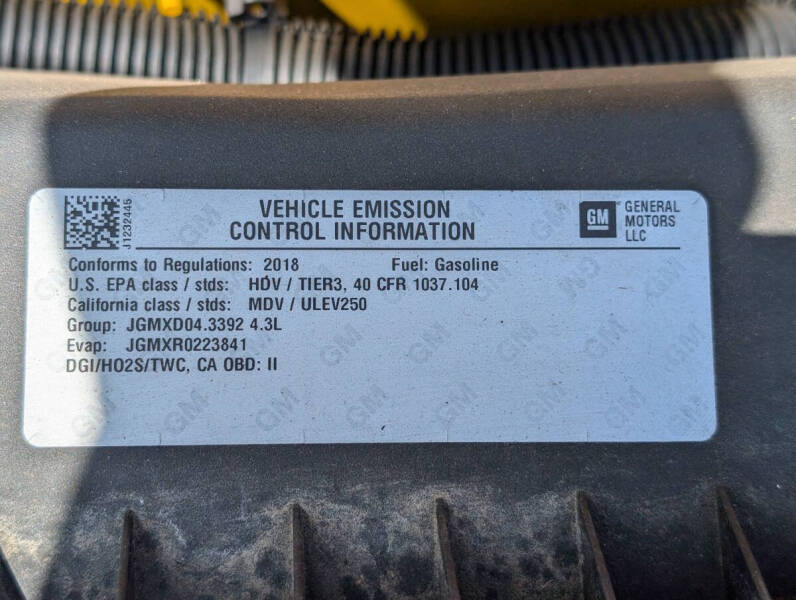 J1232445
VEHICLE EMISSION
CONTROL INFORMATION
GM
GENERAL
MOTORS
LLC
Conforms to Regulations: 2018 Fuel: Gasoline
U.S. EPA class / stds: HDV / TIER3, 40 CFR 1037.104
California class / stds: MDV / ULEV250
Group: JGMXD04.3392 4.3L
Evap: JGMXR0223841
DGI/HO2S/TWC, CA OBD: II